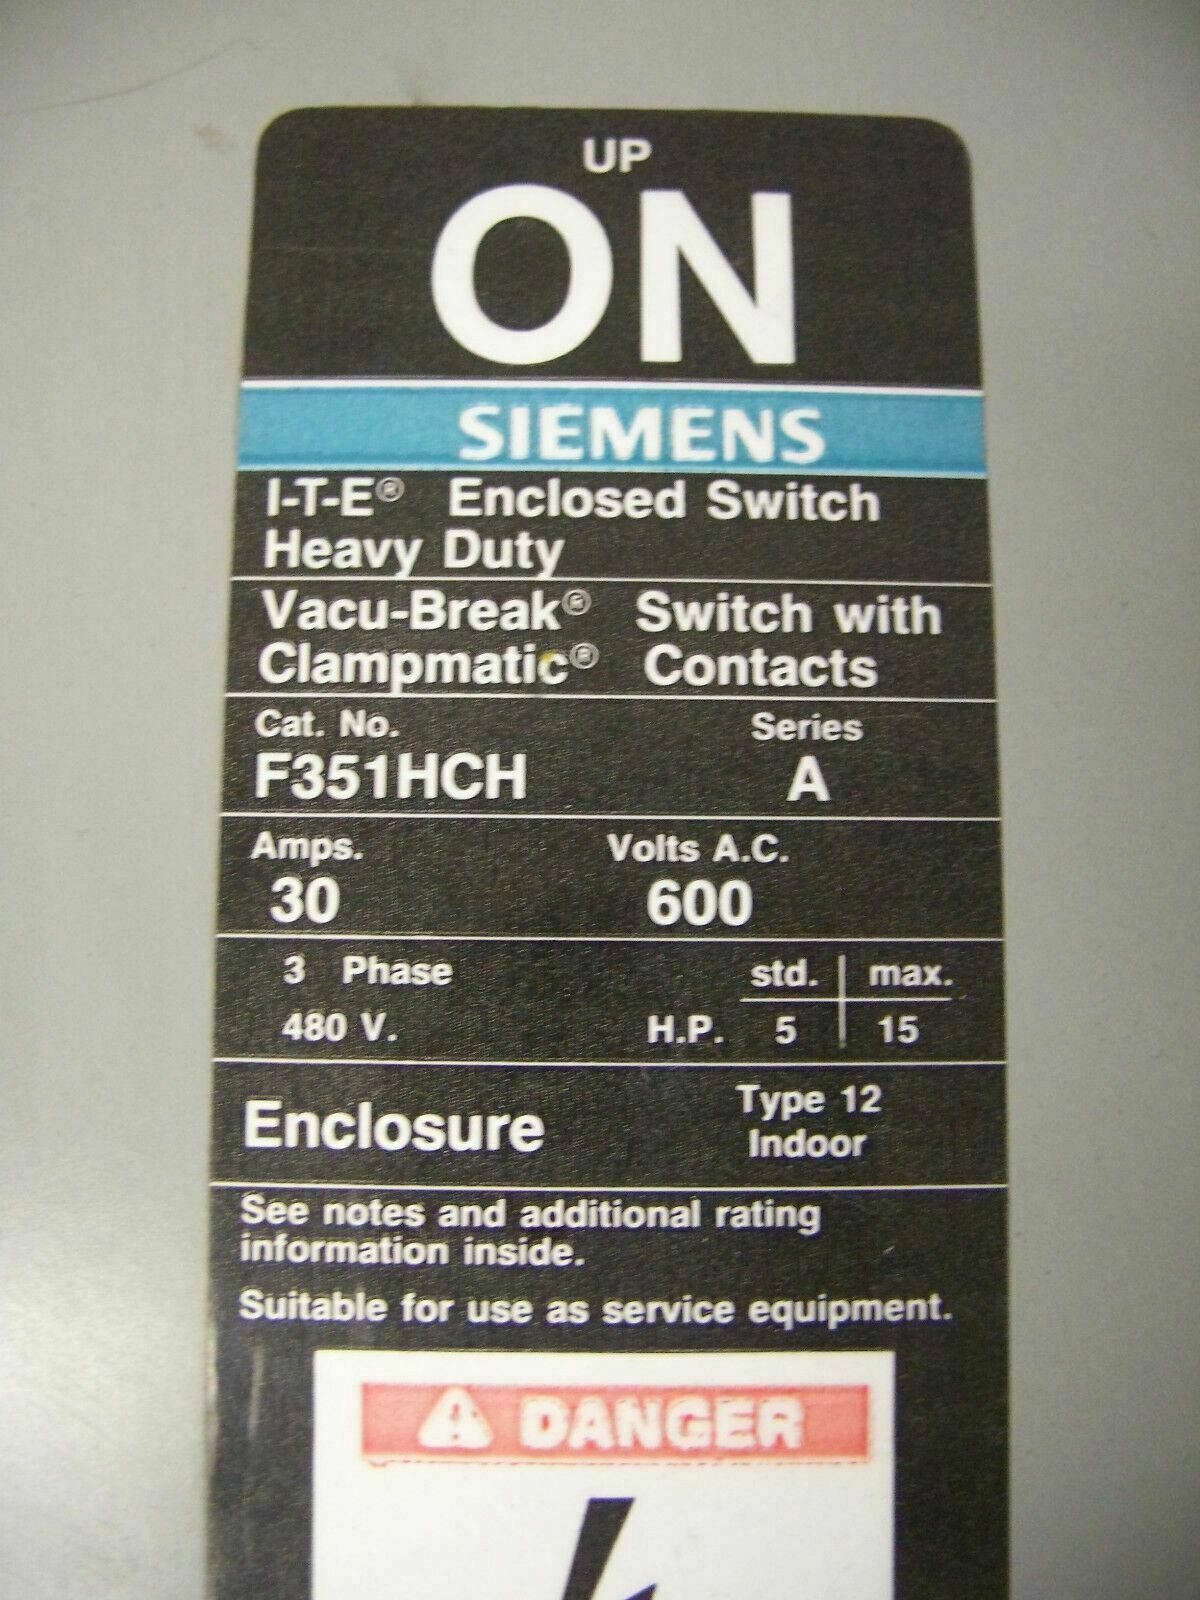 UP
ON
SIEMENS
I-T-E® Enclosed Switch
Heavy Duty
Vacu-Break® Switch with
Clampmatic® Contacts
Cat. No. Series
F351HCH A
Amps. Volts A.C.
30 600
3 Phase std. max.
480 V. H.P. 5 15
Enclosure Type 12
Indoor
See notes and additional rating
information inside.
Suitable for use as service equipment.
DANGER